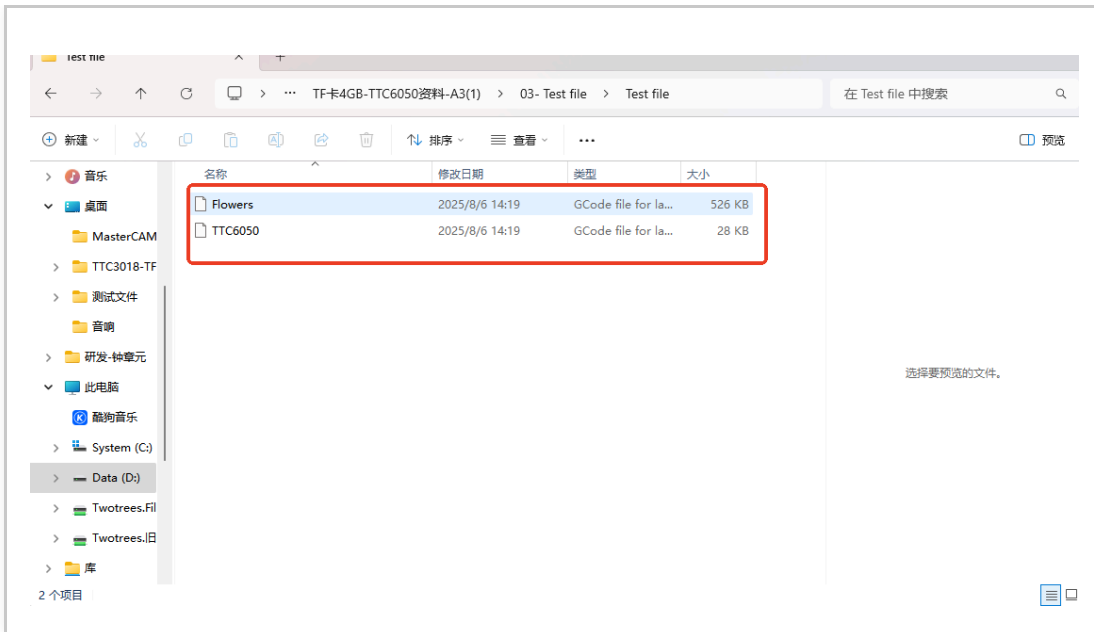 Test file
TF卡4GB-TTC6050资料-A3(1) > 03- Test file > Test file
在 Test file 中搜索
新建
排序
查看
预览
名称 修改日期 类型 大小
Flowers 2025/8/6 14:19 GCode file for la... 526 KB
TTC6050 2025/8/6 14:19 GCode file for la... 28 KB
音乐
桌面
MasterCAM
TTC3018-TF
测试文件
音响
研发-钟章元
此电脑
酷狗音乐
System (C:)
Data (D:)
Twotrees.Fil
Twotrees.旧
库
选择要预览的文件。
2 个项目